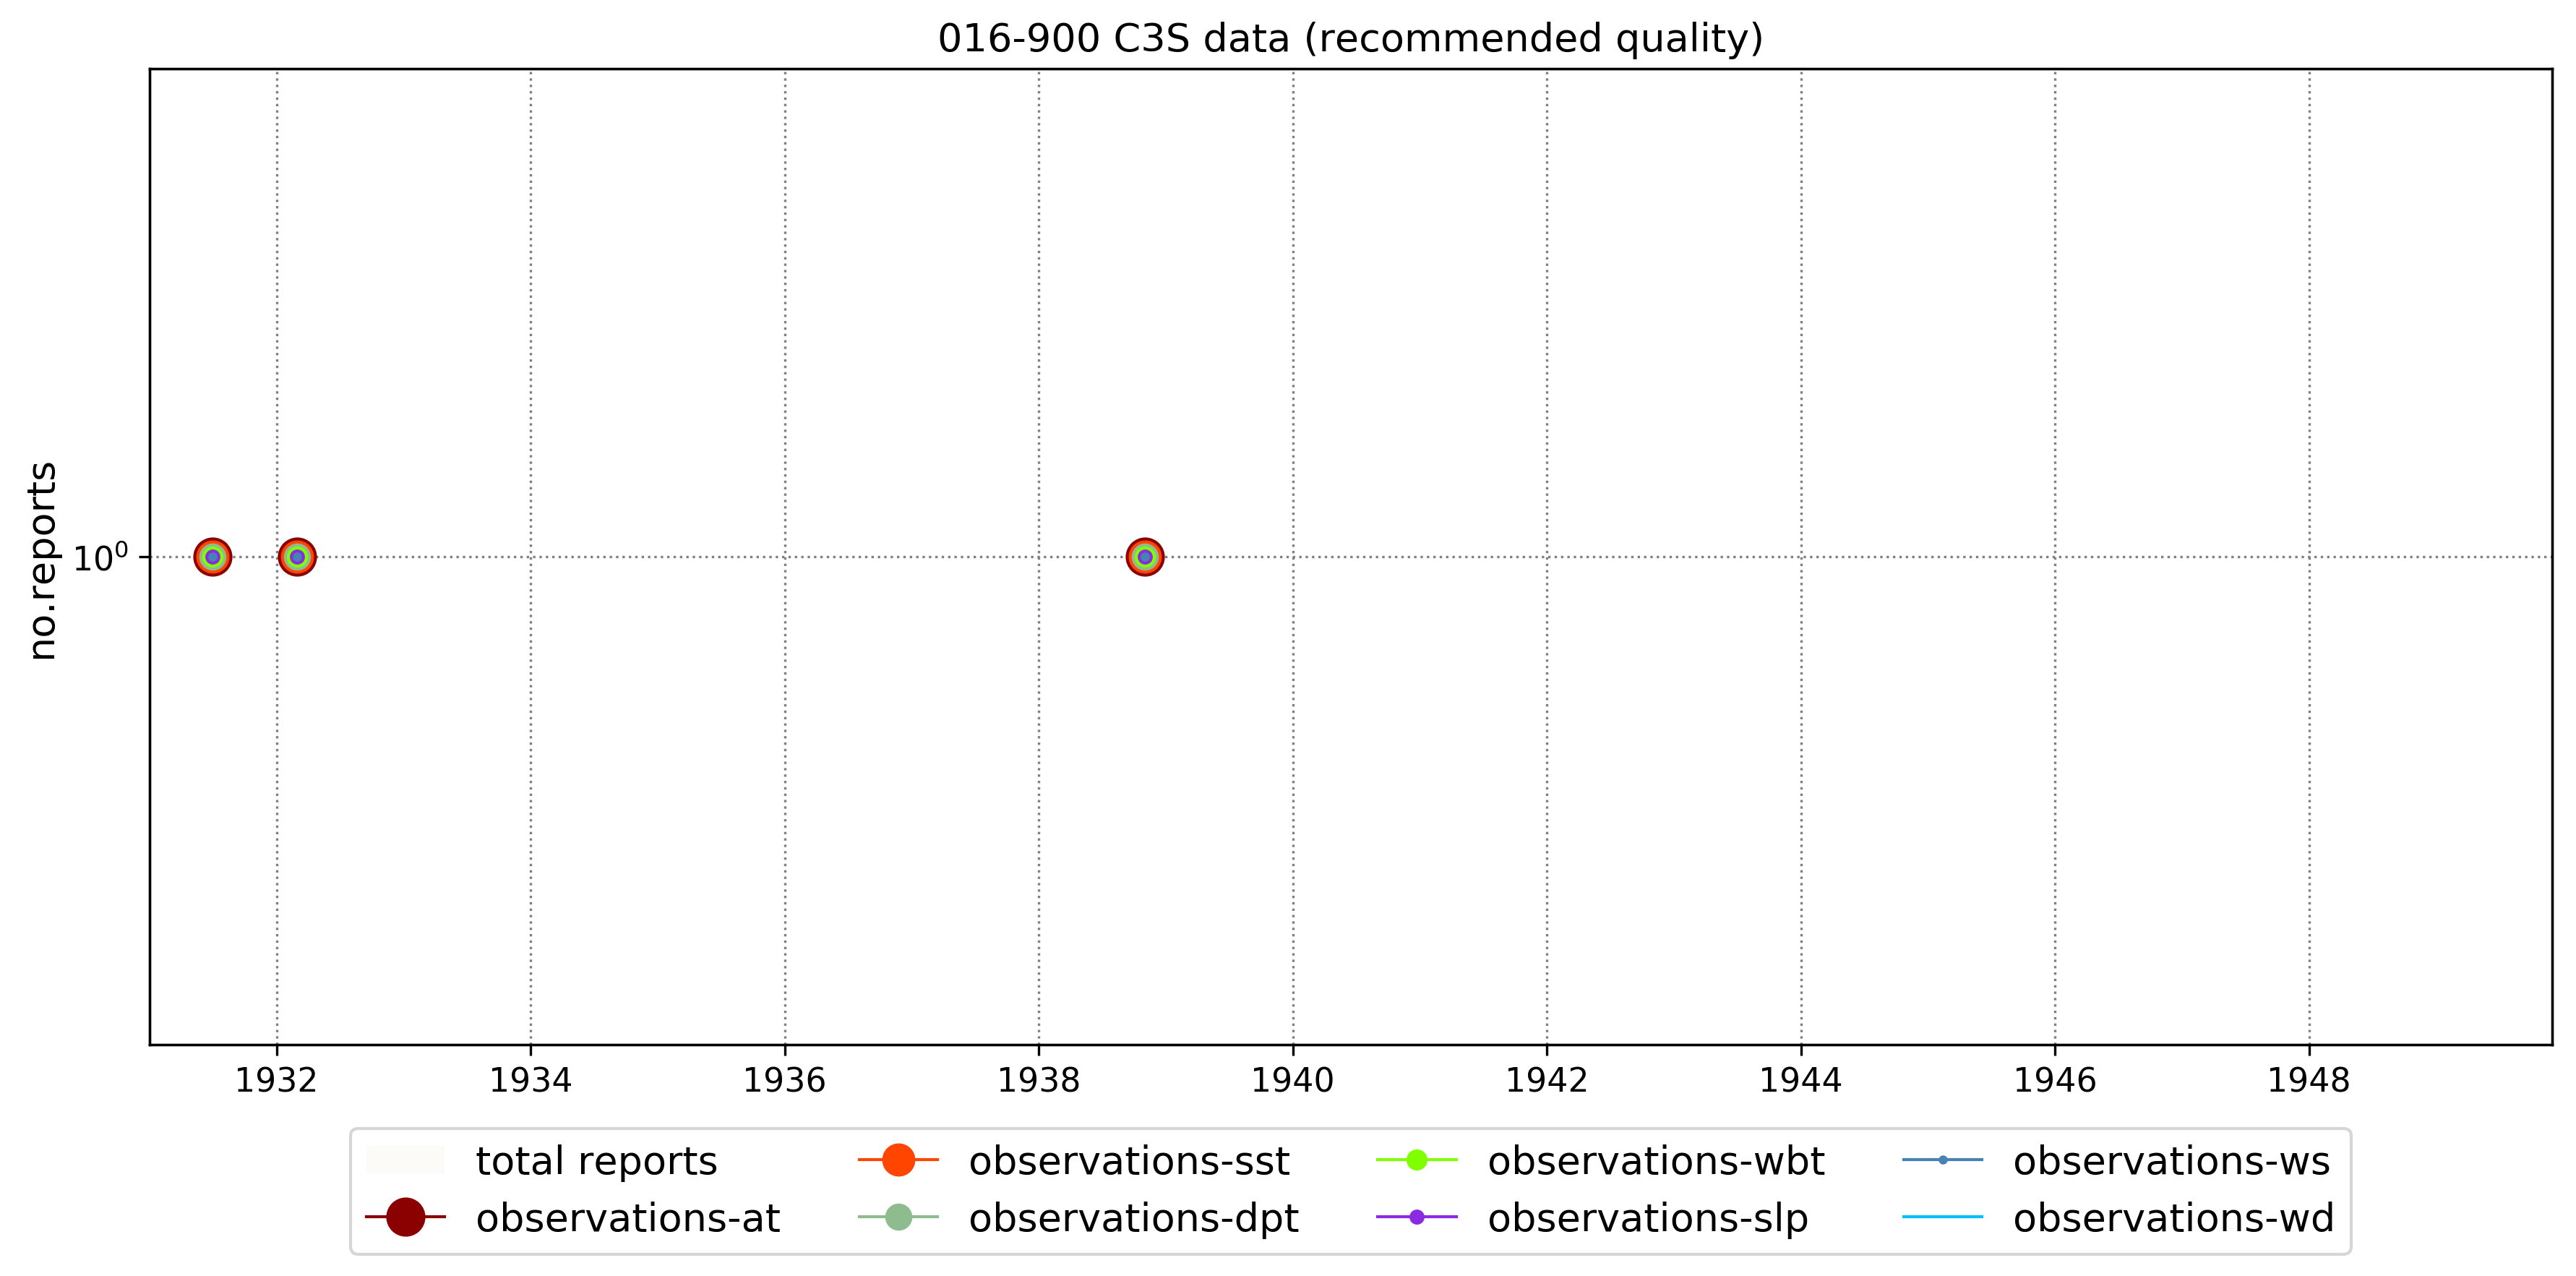 016-900 C3S data (recommended quality)
no.reports
10⁰
1932 1934 1936 1938 1940 1942 1944 1946 1948
total reports observations-sst observations-wbt observations-ws
observations-at observations-dpt observations-slp observations-wd